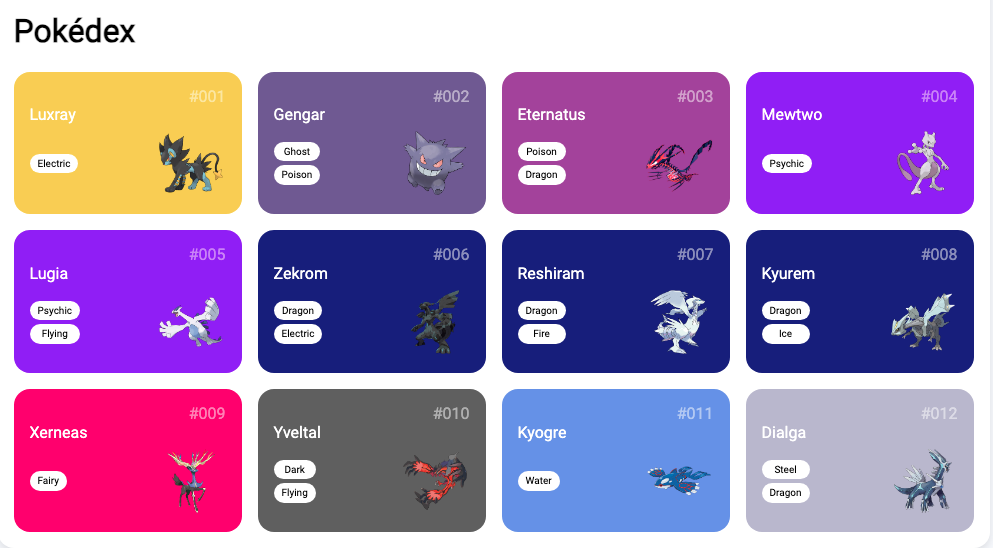 Pokédex
#001
Luxray
Electric
#002
Gengar
Ghost
Poison
#003
Eternatus
Poison
Dragon
#004
Mewtwo
Psychic
#005
Lugia
Psychic
Flying
#006
Zekrom
Dragon
Electric
#007
Reshiram
Dragon
Fire
#008
Kyurem
Dragon
Ice
#009
Xerneas
Fairy
#010
Yveltal
Dark
Flying
#011
Kyogre
Water
#012
Dialga
Steel
Dragon